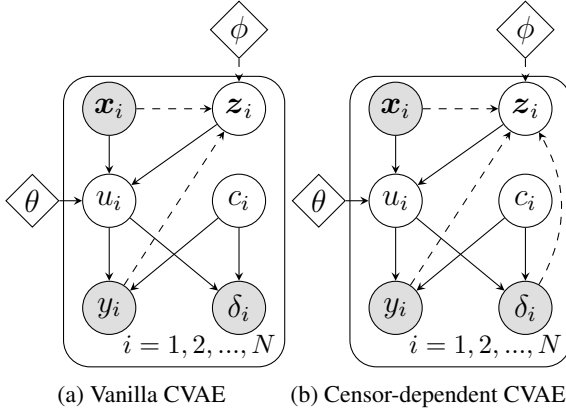 ϕ ϕ
x_i z_i x_i z_i
θ u_i c_i θ u_i c_i
y_i δ_i y_i δ_i
i = 1, 2, ..., N i = 1, 2, ..., N
(a) Vanilla CVAE (b) Censor-dependent CVAE